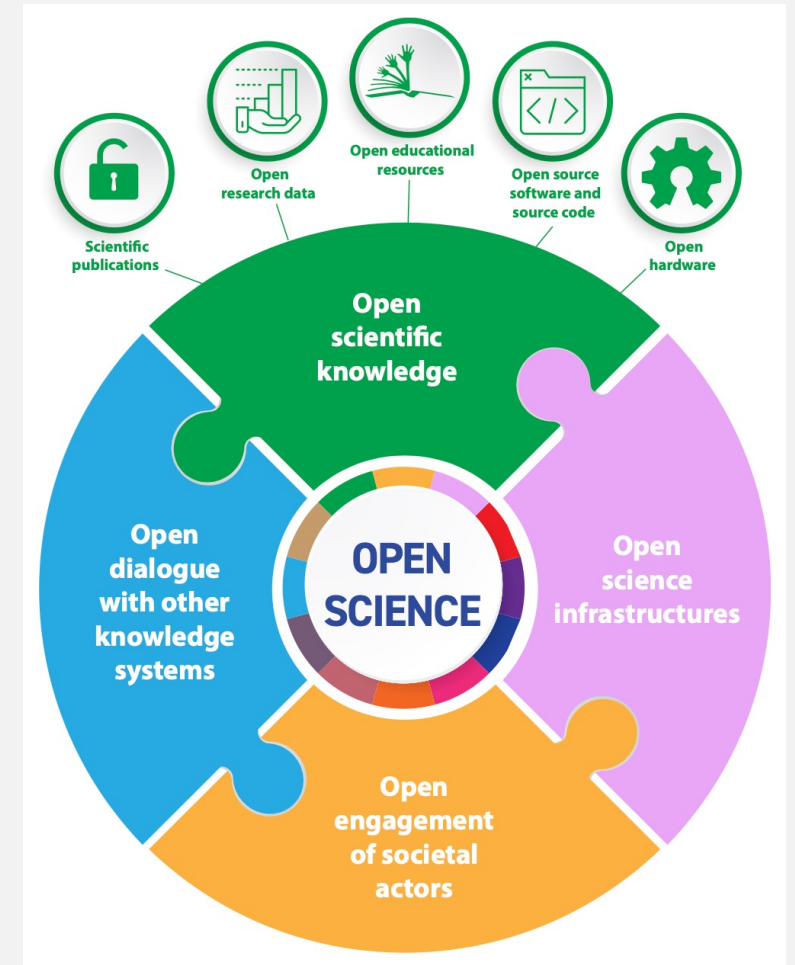 Scientific
publications
Open
research data
Open educational
resources
Open source
software and
source code
Open
hardware
Open
scientific
knowledge
Open
dialogue
with other
knowledge
systems
OPEN
SCIENCE
Open
science
infrastructures
Open
engagement
of societal
actors